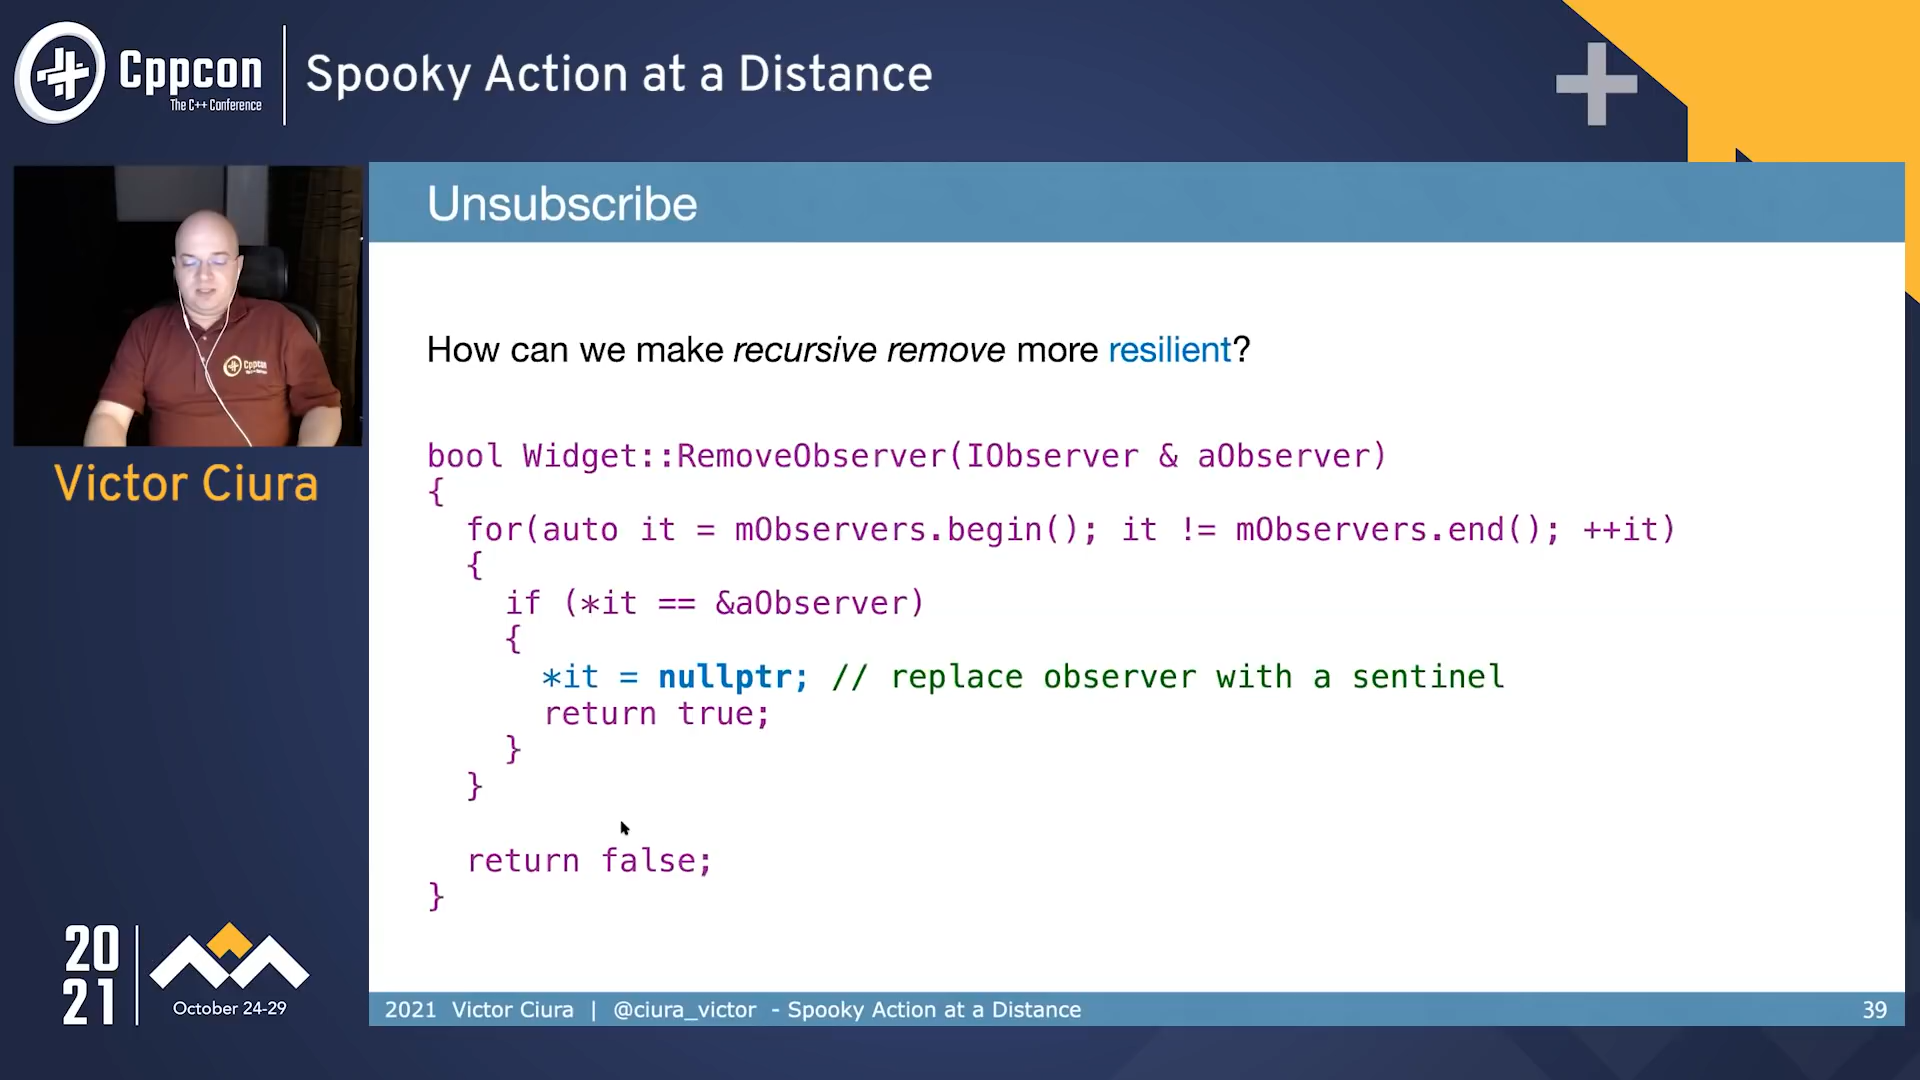 Cppcon
The C++ Conference
Spooky Action at a Distance
Unsubscribe
Cppcon
Victor Ciura
How can we make recursive remove more resilient?
bool Widget::RemoveObserver(IObserver & aObserver)
{
for(auto it = mObservers.begin(); it != mObservers.end(); ++it)
{
if (*it == &aObserver)
{
*it = nullptr; // replace observer with a sentinel
return true;
}
}
return false;
}
20
21
October 24-29
2021 Victor Ciura | @ciura_victor - Spooky Action at a Distance
39